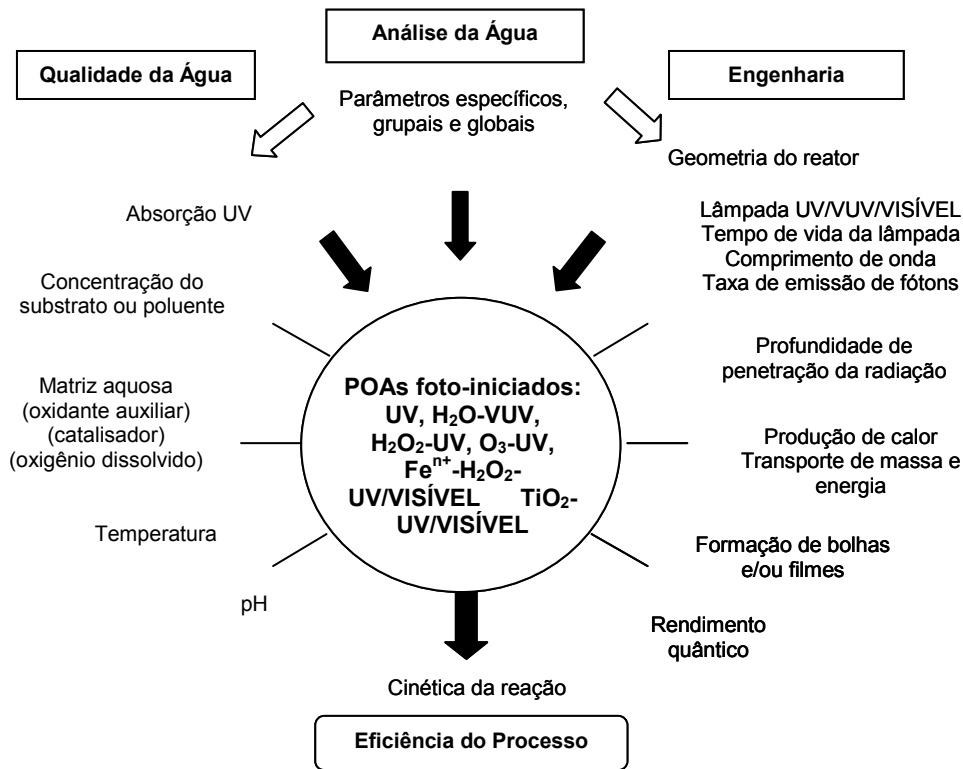 Análise da Água
Qualidade da Água
Engenharia
Parâmetros específicos,
grupais e globais
Geometria do reator
Absorção UV
Lâmpada UV/VUV/VISÍVEL
Tempo de vida da lâmpada
Comprimento de onda
Taxa de emissão de fótons
Concentração do
substrato ou poluente
Profundidade de
penetração da radiação
Matriz aquosa
(oxidante auxiliar)
(catalisador)
(oxigênio dissolvido)
POAs foto-iniciados:
UV, H₂O-VUV,
H₂O₂-UV, O₃-UV,
Feⁿ⁺-H₂O₂-
UV/VISÍVEL TiO₂-
UV/VISÍVEL
Produção de calor
Transporte de massa e
energia
Temperatura
Formação de bolhas
e/ou filmes
pH
Rendimento
quântico
Cinética da reação
Eficiência do Processo